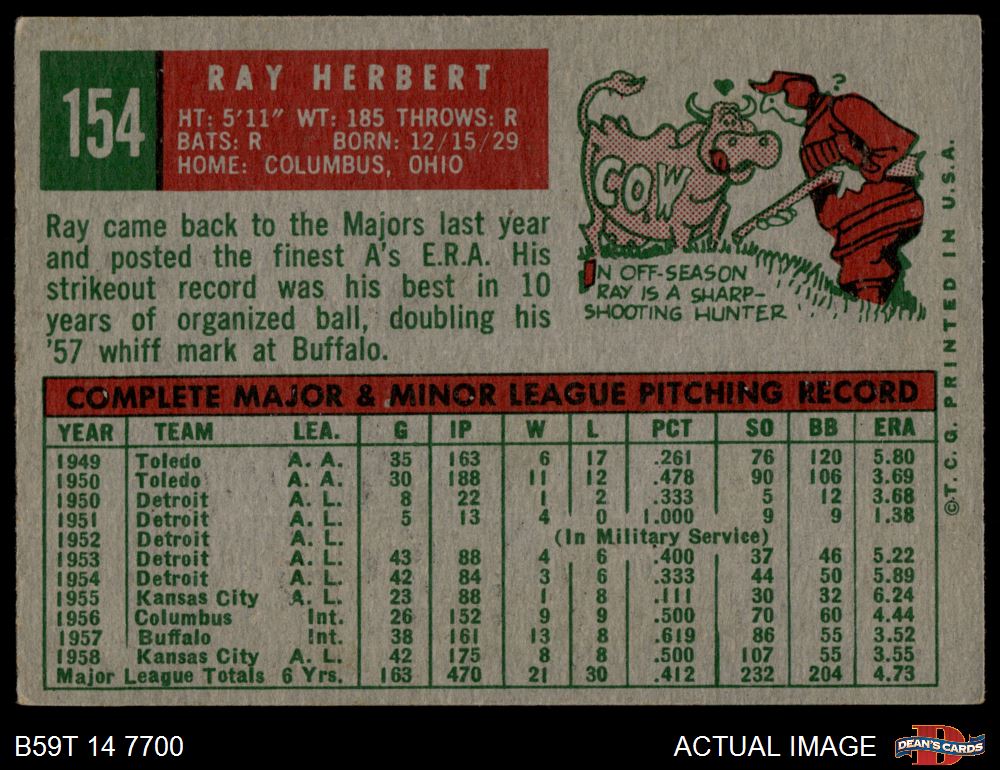 154
RAY HERBERT
HT: 5'11" WT: 185 THROWS: R
BATS: R BORN: 12/15/29
HOME: COLUMBUS, OHIO
Ray came back to the Majors last year
and posted the finest A's E.R.A. His
strikeout record was his best in 10
years of organized ball, doubling his
'57 whiff mark at Buffalo.
?
COW
IN OFF-SEASON
RAY IS A SHARP-
SHOOTING HUNTER
©T. C. G. PRINTED IN U.S.A.
COMPLETE MAJOR & MINOR LEAGUE PITCHING RECORD
YEAR TEAM LEA. G IP W L PCT SO BB ERA
1949 Toledo A. A. 35 163 6 17 .261 76 120 5.80
1950 Toledo A. A. 30 188 11 12 .478 90 106 3.69
1950 Detroit A. L. 8 22 1 2 .333 5 12 3.68
1951 Detroit A. L. 5 13 4 0 1.000 9 9 1.38
1952 Detroit A. L. (In Military Service)
1953 Detroit A. L. 43 88 4 6 .400 37 46 5.22
1954 Detroit A. L. 42 84 3 6 .333 44 50 5.89
1955 Kansas City A. L. 23 88 1 8 .111 30 32 6.24
1956 Columbus Int. 26 152 9 9 .500 70 60 4.44
1957 Buffalo Int. 38 161 13 8 .619 86 55 3.52
1958 Kansas City A. L. 42 175 8 8 .500 107 55 3.55
Major League Totals 6 Yrs. 163 470 21 30 .412 232 204 4.73
B59T 14 7700
ACTUAL IMAGE
DEAN'S CARDS